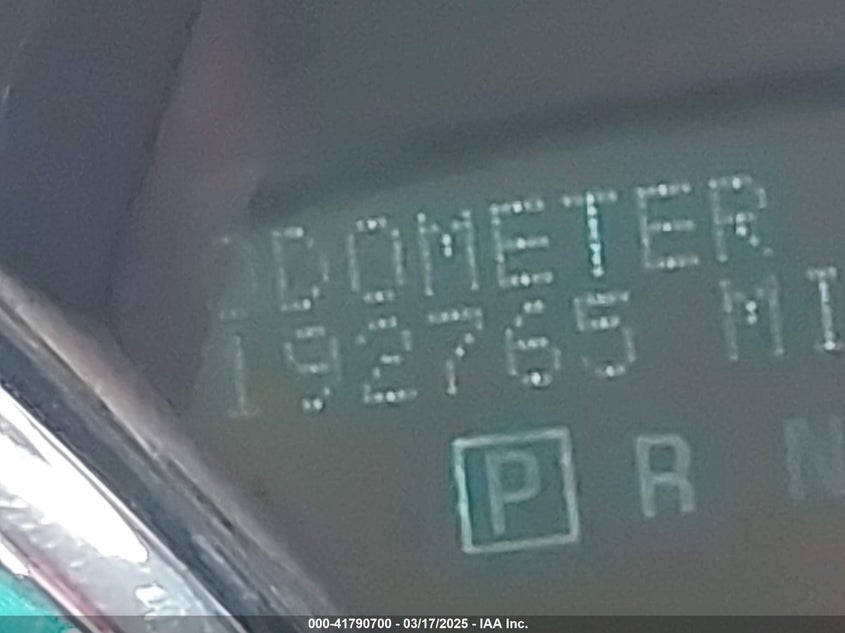 ODOMETER
192765 MI
P R N
000-41790700 - 03/17/2025 - IAA Inc.